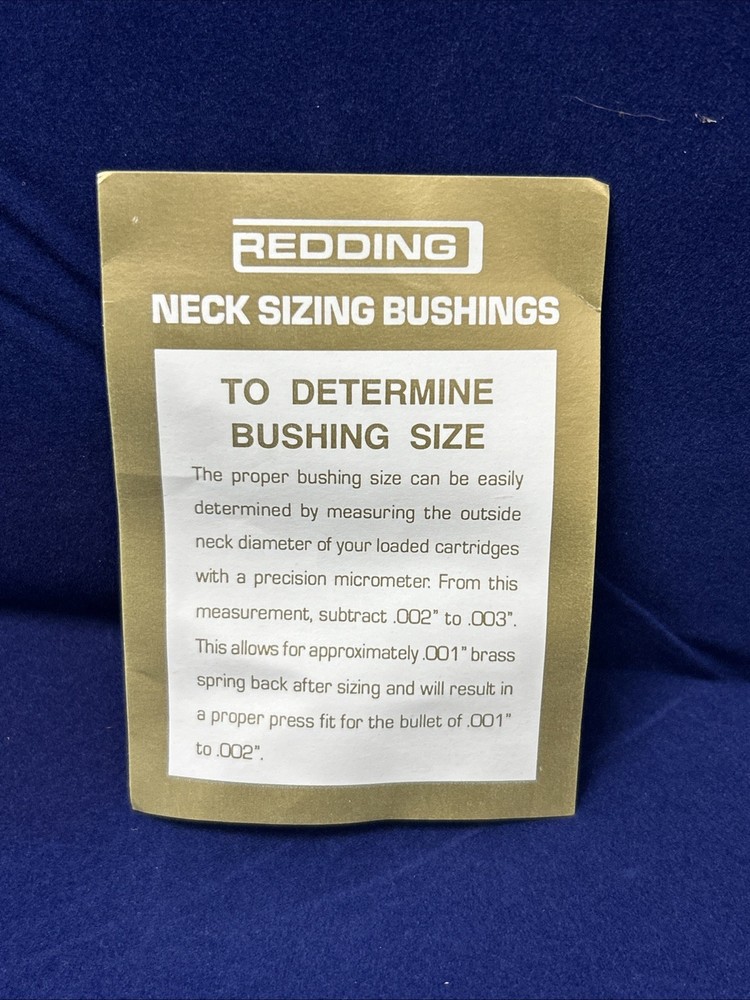 REDDING
NECK SIZING BUSHINGS
TO DETERMINE
BUSHING SIZE
The proper bushing size can be easily
determined by measuring the outside
neck diameter of your loaded cartridges
with a precision micrometer. From this
measurement, subtract .002" to .003".
This allows for approximately .001" brass
spring back after sizing and will result in
a proper press fit for the bullet of .001"
to .002".